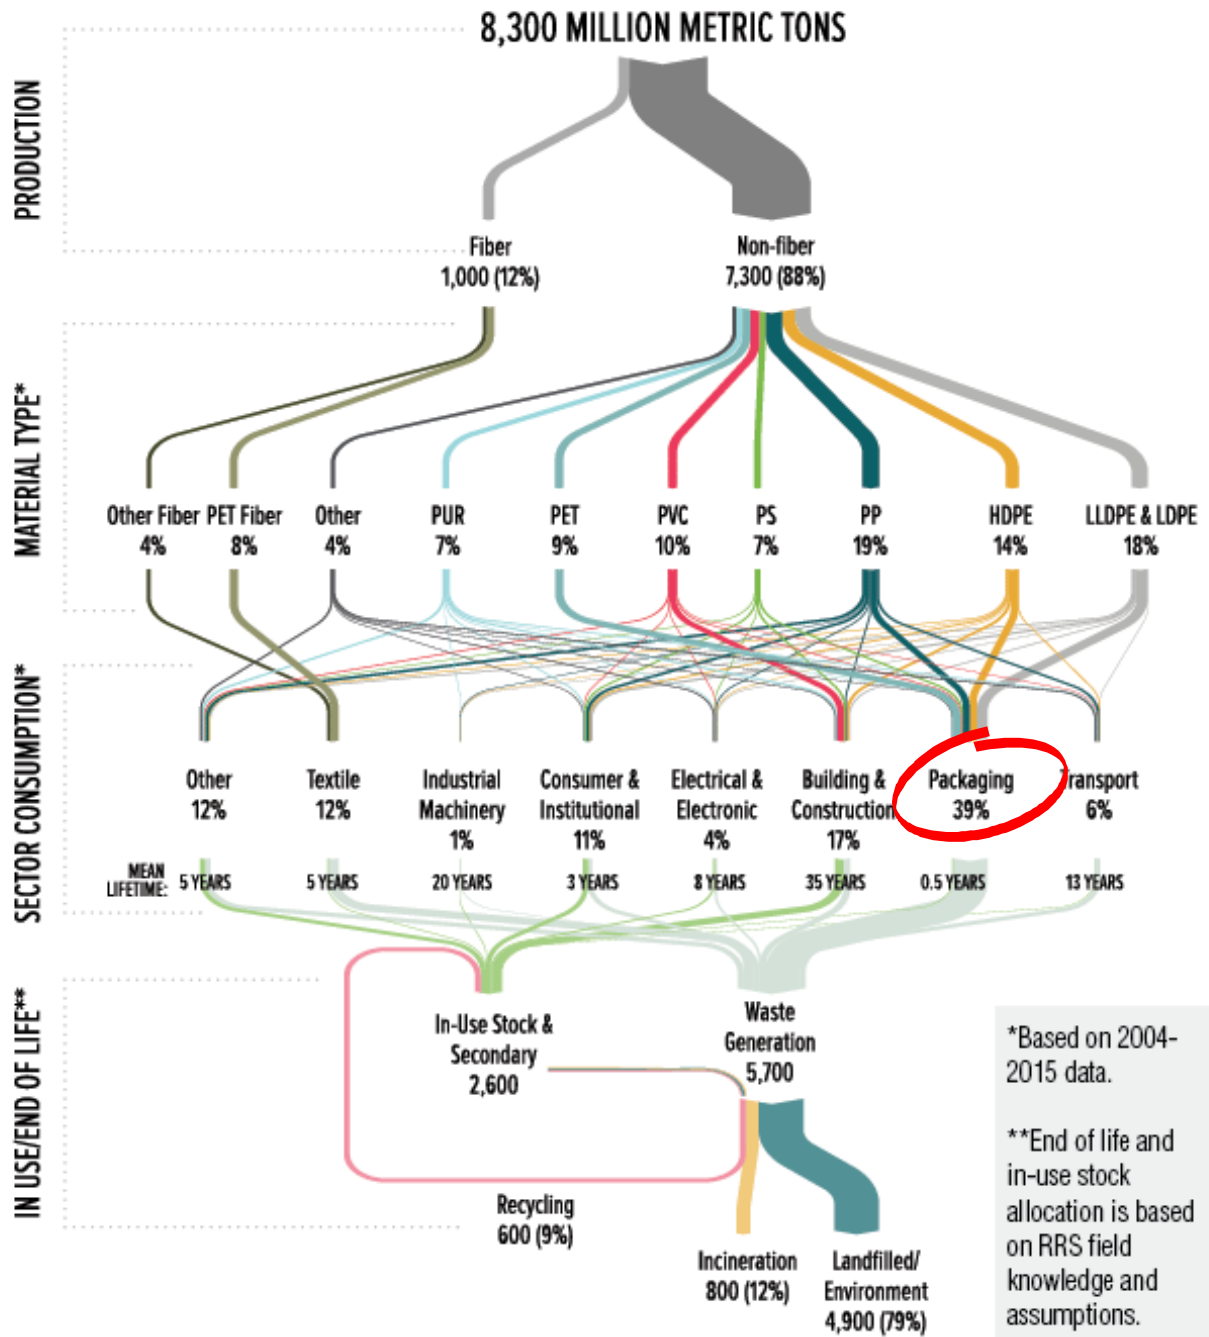 8,300 MILLION METRIC TONS
PRODUCTION
Fiber
1,000 (12%)
Non-fiber
7,300 (88%)
MATERIAL TYPE*
Other Fiber
4%
PET Fiber
8%
Other
4%
PUR
7%
PET
9%
PVC
10%
PS
7%
PP
19%
HDPE
14%
LLDPE & LDPE
18%
SECTOR CONSUMPTION*
Other
12%
Textile
12%
Industrial
Machinery
1%
Consumer &
Institutional
11%
Electrical &
Electronic
4%
Building &
Construction
17%
Packaging
39%
Transport
6%
MEAN
LIFETIME:
5 YEARS
5 YEARS
20 YEARS
3 YEARS
8 YEARS
35 YEARS
0.5 YEARS
13 YEARS
IN USE/END OF LIFE**
In-Use Stock &
Secondary
2,600
Waste
Generation
5,700
Recycling
600 (9%)
Incineration
800 (12%)
Landfilled/
Environment
4,900 (79%)
*Based on 2004-
2015 data.
**End of life and
in-use stock
allocation is based
on RRS field
knowledge and
assumptions.